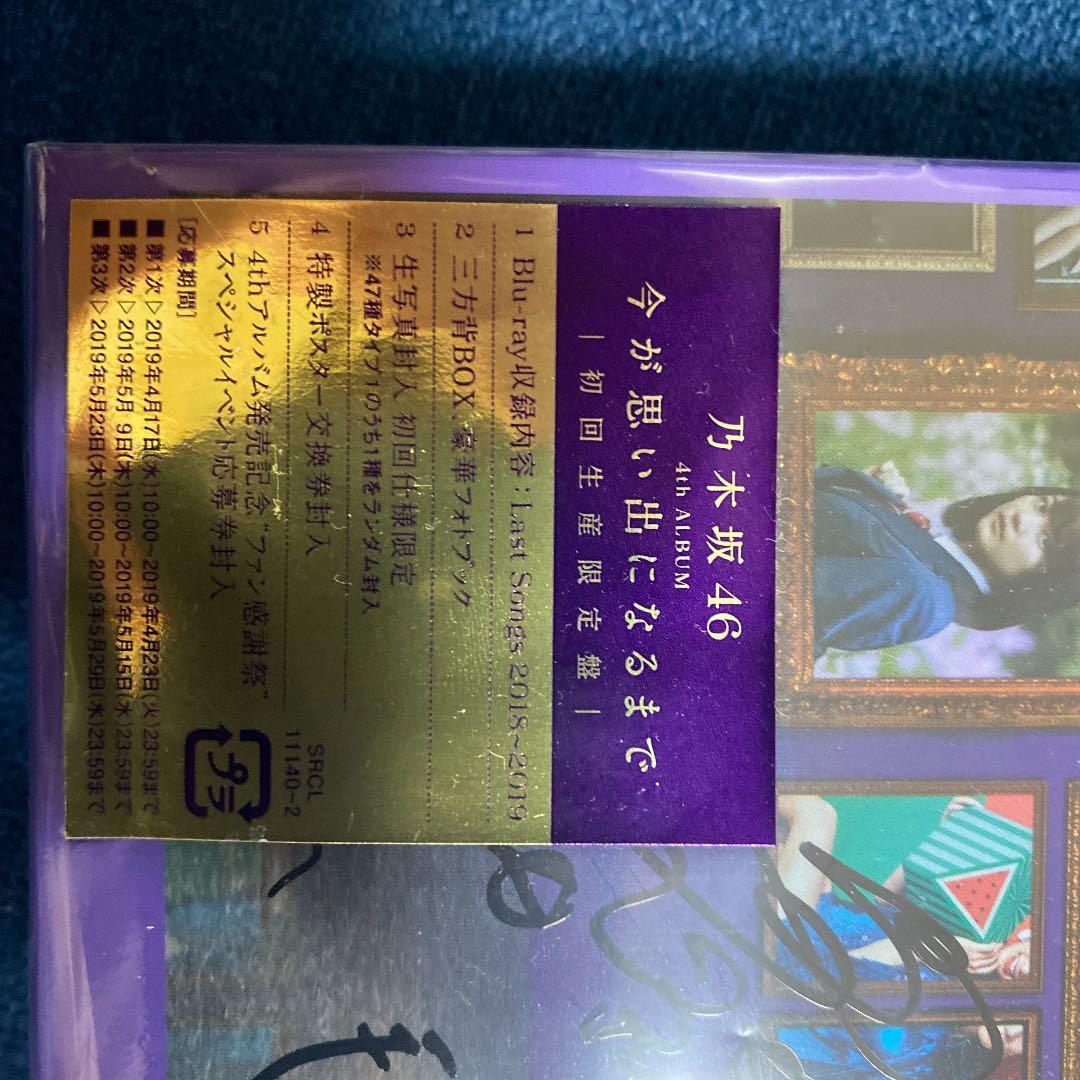 乃木坂46
4th ALBUM
今が思い出になるまで
| 初回生産限定盤 |
1 Blu-ray収録内容：Last Songs 2018~2019
2 三方背BOX 豪華フォトブック
3 生写真封入 初回仕様限定
※47種タイプ1のうち1種をランダム封入
4 特製ポスター交換券封入
5 4thアルバム発売記念“ファン感謝祭”
スペシャルイベント応募券封入
[応募期間]
■第1次▷2019年4月17日(水)10:00~2019年4月23日(火)23:59まで
■第2次▷2019年5月 9日(木)10:00~2019年5月15日(水)23:59まで
■第3次▷2019年5月23日(木)10:00~2019年5月29日(水)23:59まで
SRCL
11140~2
プラ